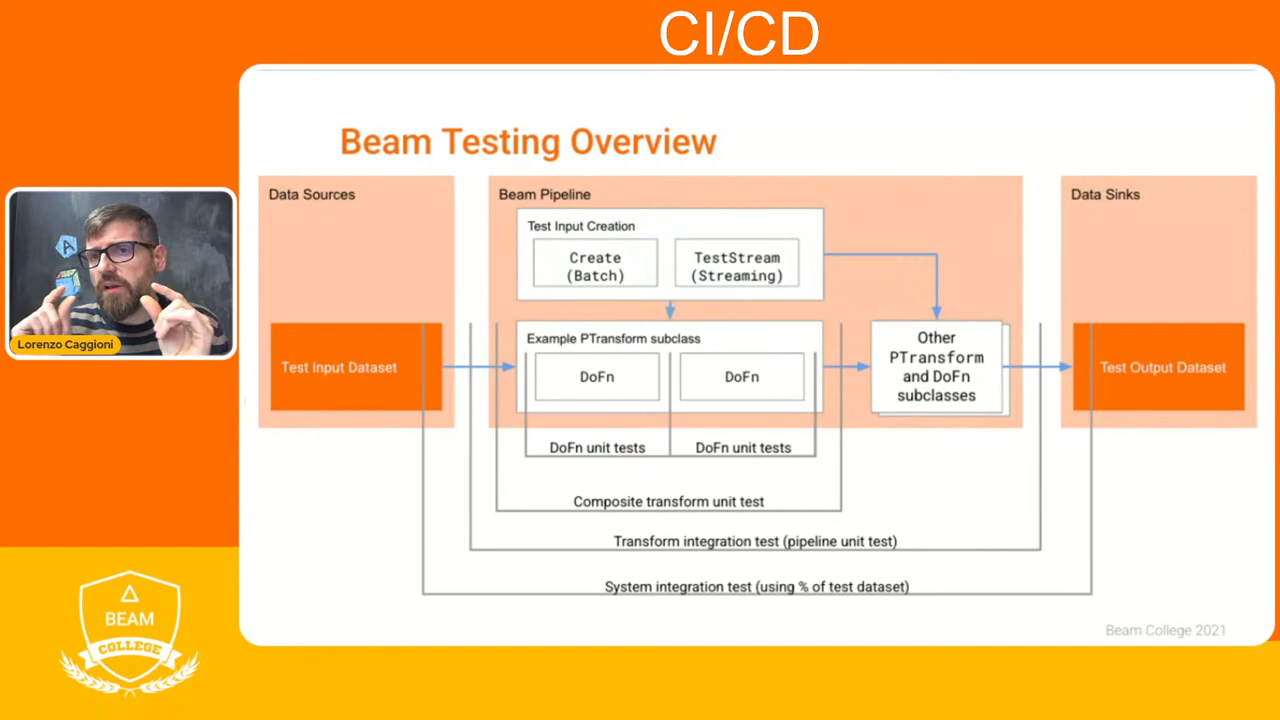 CI/CD
Beam Testing Overview
Data Sources
Beam Pipeline
Data Sinks
Test Input Creation
Create
(Batch)
TestStream
(Streaming)
Example PTransform subclass
DoFn
DoFn
Other
PTransform
and DoFn
subclasses
Test Input Dataset
Test Output Dataset
DoFn unit tests
DoFn unit tests
Composite transform unit test
Transform integration test (pipeline unit test)
System integration test (using % of test dataset)
Beam College 2021
A
Lorenzo Caggioni
BEAM
COLLEGE